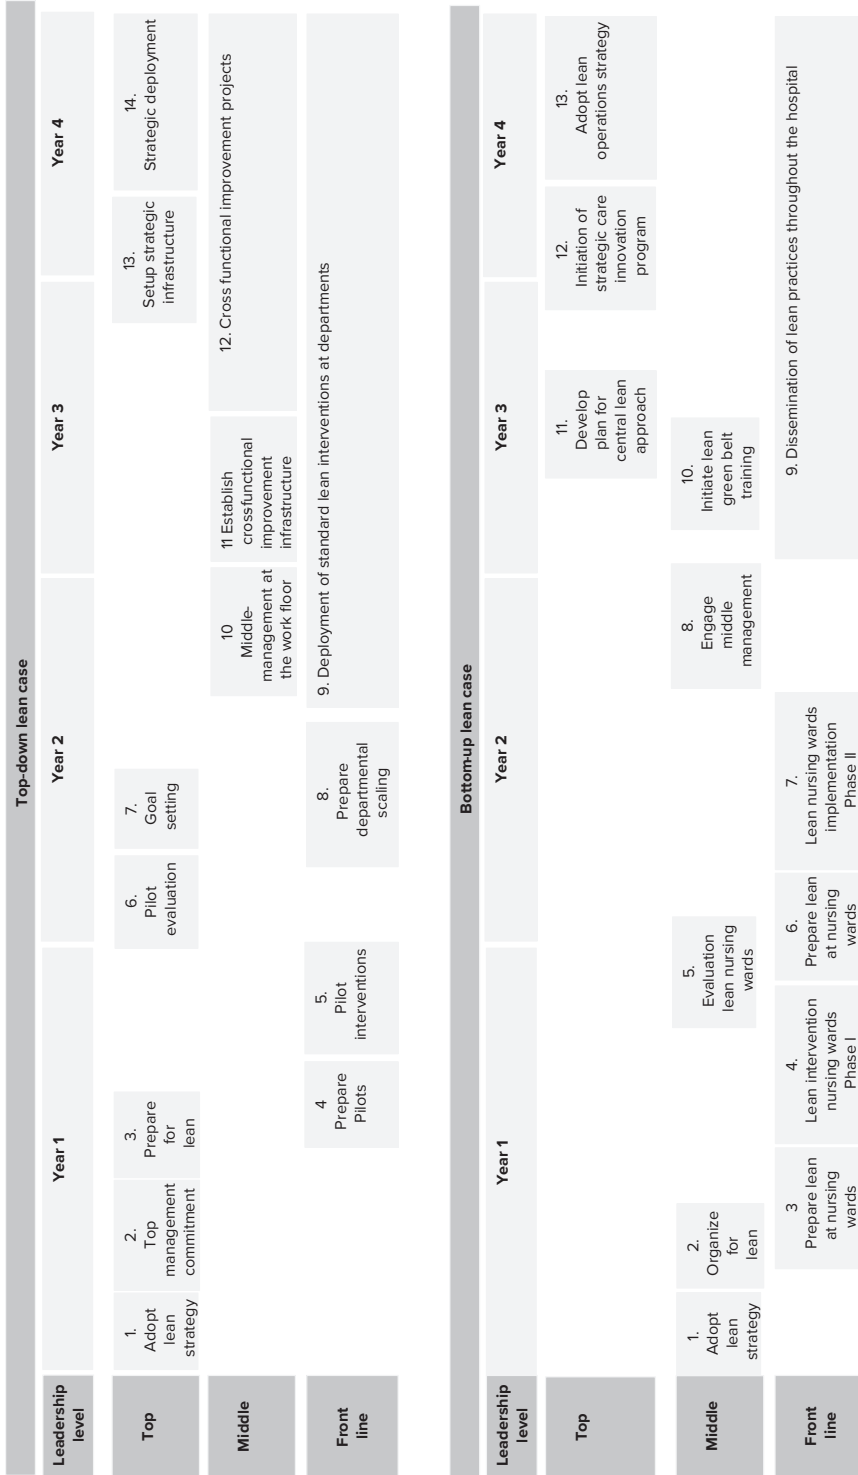 Top-down lean case
Leadership
level
Year 1
Year 2
Year 3
Year 4
Top
1.
Adopt
lean
strategy
2.
Top
management
commitment
3.
Prepare
for
lean
6.
Pilot
evaluation
7.
Goal
setting
13.
Setup strategic
infrastructure
14.
Strategic deployment
Middle
10
Middle-
management at
the work floor
11 Establish
crossfunctional
improvement
infrastructure
12. Cross functional improvement projects
Front
line
4
Prepare
Pilots
5.
Pilot
interventions
8.
Prepare
departmental
scaling
9. Deployment of standard lean interventions at departments
Bottom-up lean case
Leadership
level
Year 1
Year 2
Year 3
Year 4
Top
11.
Develop
plan for
central lean
approach
12.
Initiation of
strategic care
innovation
program
13.
Adopt lean
operations strategy
Middle
1.
Adopt
lean
strategy
2.
Organize
for
lean
5.
Evaluation
lean nursing
wards
8.
Engage
middle
management
10.
Initiate lean
green belt
training
Front
line
3
Prepare lean
at nursing
wards
4.
Lean intervention
nursing wards
Phase I
6.
Prepare lean
at nursing
wards
7.
Lean nursing wards
implementation
Phase II
9. Dissemination of lean practices throughout the hospital